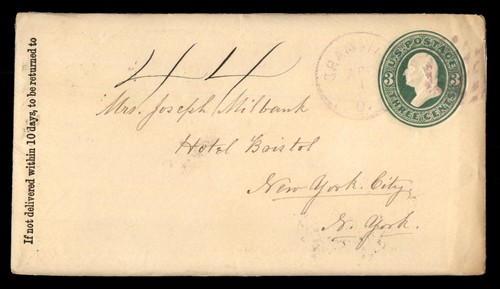 If not delivered within 10 days, to be returned to
44
U.S. POSTAGE
3 3
THREE CENTS
Mrs. Joseph Milbank
Hotel Bristol
New York City
N. York.